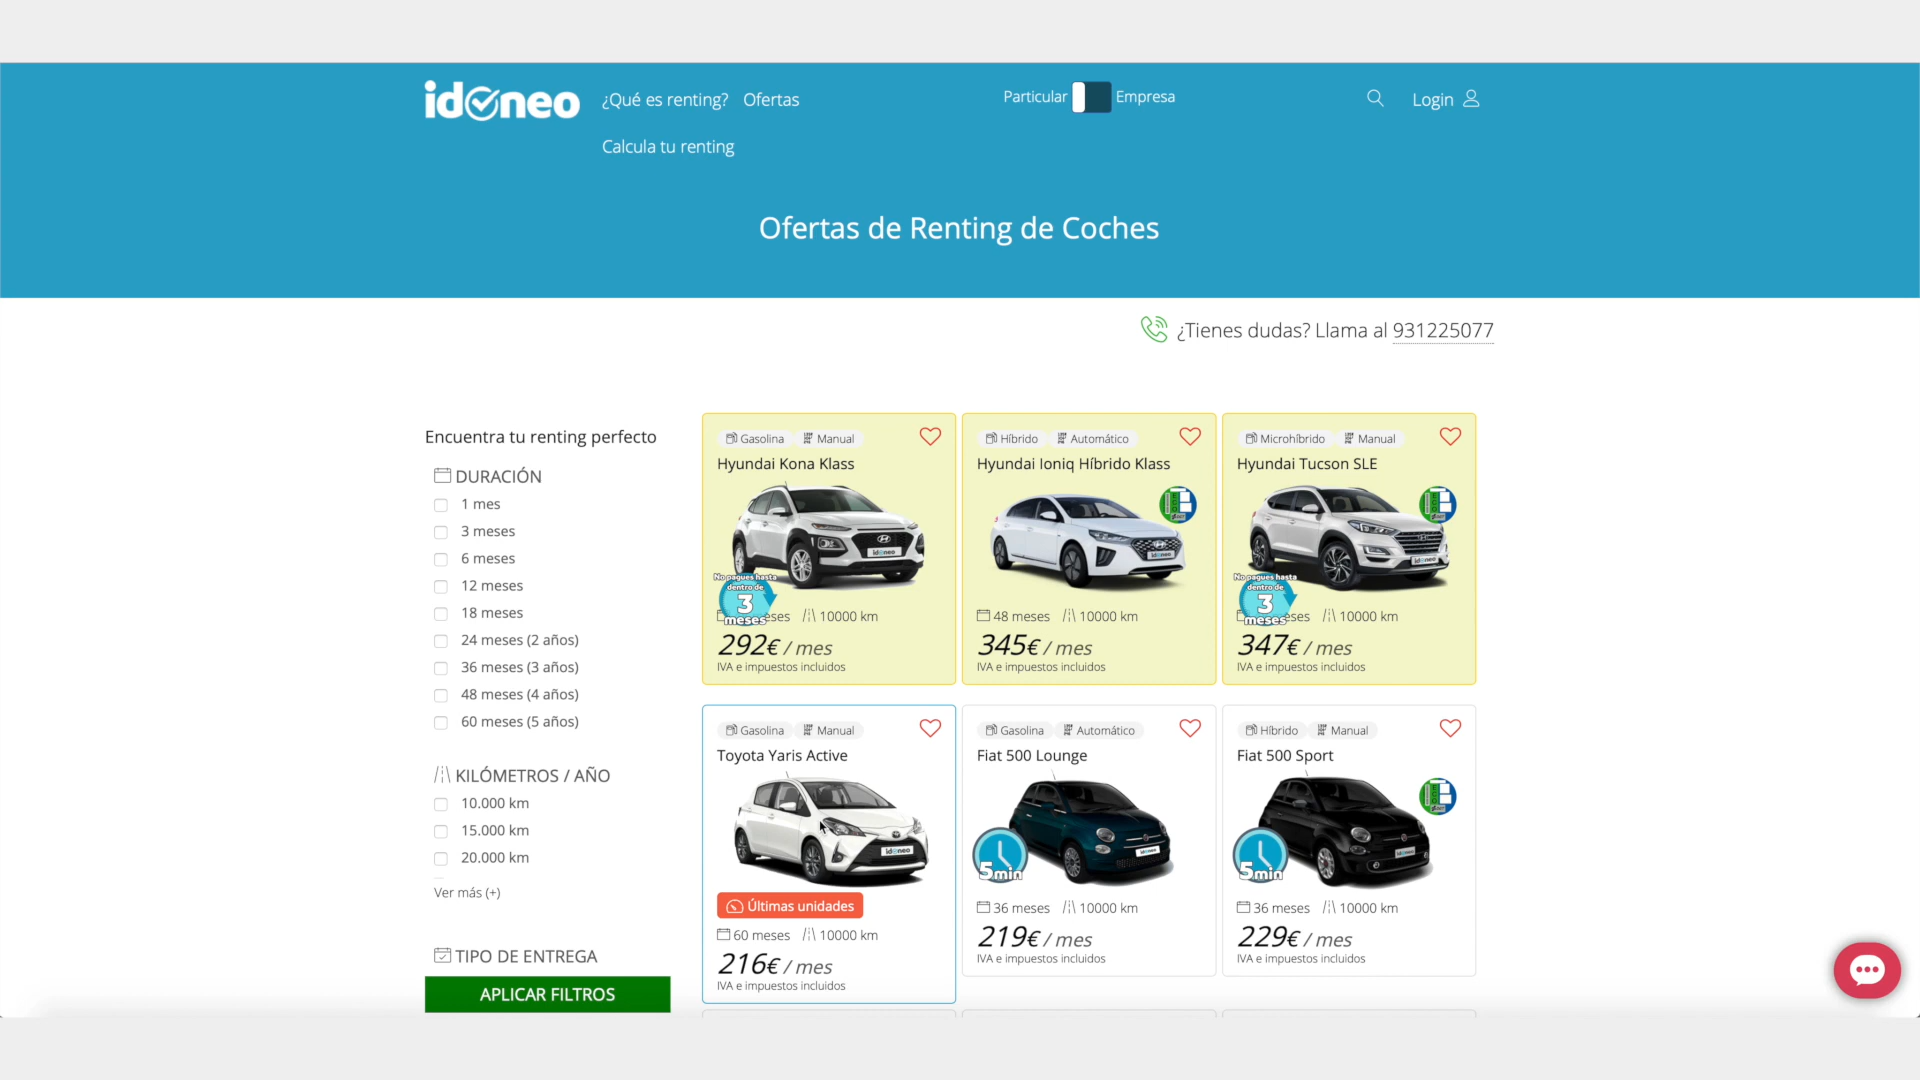 idoneo
¿Qué es renting?
Ofertas
Particular
Empresa
Login
Calcula tu renting
Ofertas de Renting de Coches
¿Tienes dudas? Llama al 931225077
Encuentra tu renting perfecto
DURACIÓN
1 mes
3 meses
6 meses
12 meses
18 meses
24 meses (2 años)
36 meses (3 años)
48 meses (4 años)
60 meses (5 años)
KILÓMETROS / AÑO
10.000 km
15.000 km
20.000 km
Ver más (+)
TIPO DE ENTREGA
APLICAR FILTROS
Gasolina Manual
Hyundai Kona Klass
idoneo
No pagues hasta
dentro de
3
meses
10000 km
292€ / mes
IVA e impuestos incluidos
Híbrido Automático
Hyundai Ioniq Híbrido Klass
idoneo
48 meses 10000 km
345€ / mes
IVA e impuestos incluidos
Microhíbrido Manual
Hyundai Tucson SLE
idoneo
No pagues hasta
dentro de
3
meses
10000 km
347€ / mes
IVA e impuestos incluidos
Gasolina Manual
Toyota Yaris Active
idoneo
Últimas unidades
60 meses 10000 km
216€ / mes
IVA e impuestos incluidos
Gasolina Automático
Fiat 500 Lounge
idoneo
5min
36 meses 10000 km
219€ / mes
IVA e impuestos incluidos
Híbrido Manual
Fiat 500 Sport
idoneo
5min
36 meses 10000 km
229€ / mes
IVA e impuestos incluidos